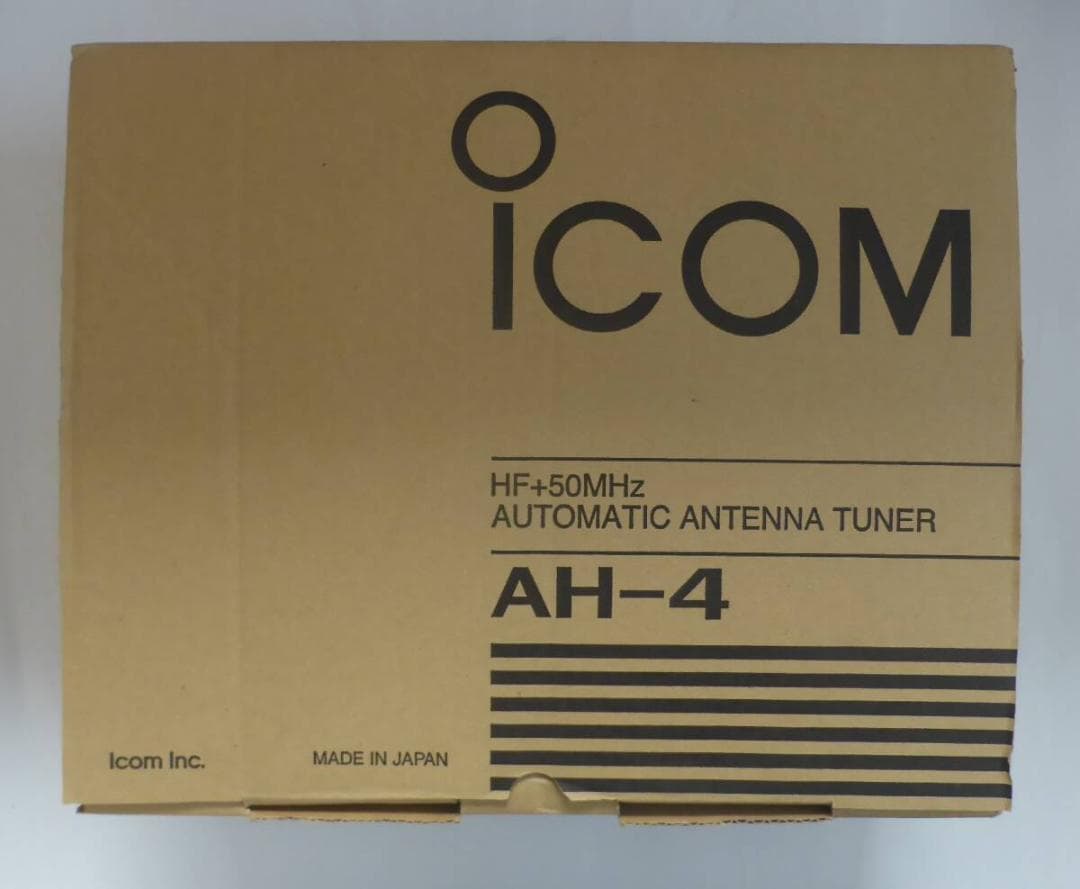 ICOM
HF+50MHz
AUTOMATIC ANTENNA TUNER
AH-4
Icom Inc.
MADE IN JAPAN